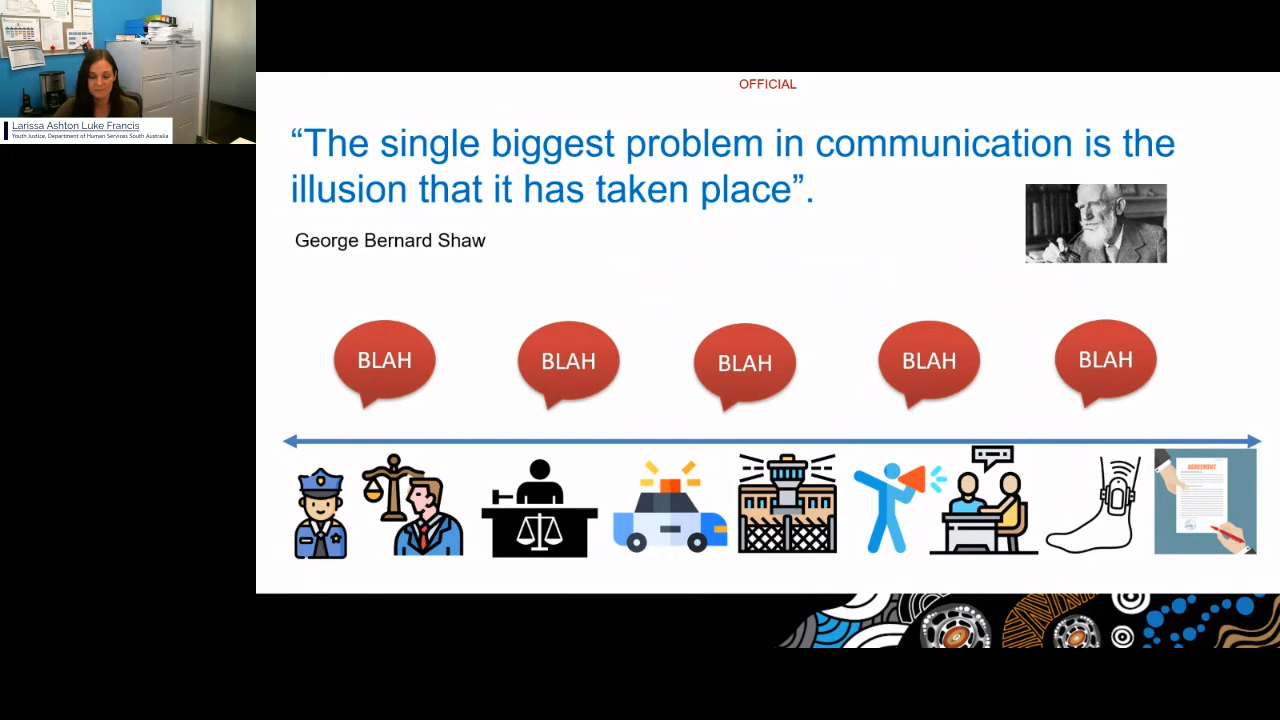 OFFICIAL
“The single biggest problem in communication is the
illusion that it has taken place”.
George Bernard Shaw
BLAH
BLAH
BLAH
BLAH
BLAH
AGREEMENT
Larissa Ashton Luke Francis
Youth Justice, Department of Human Services South Australia